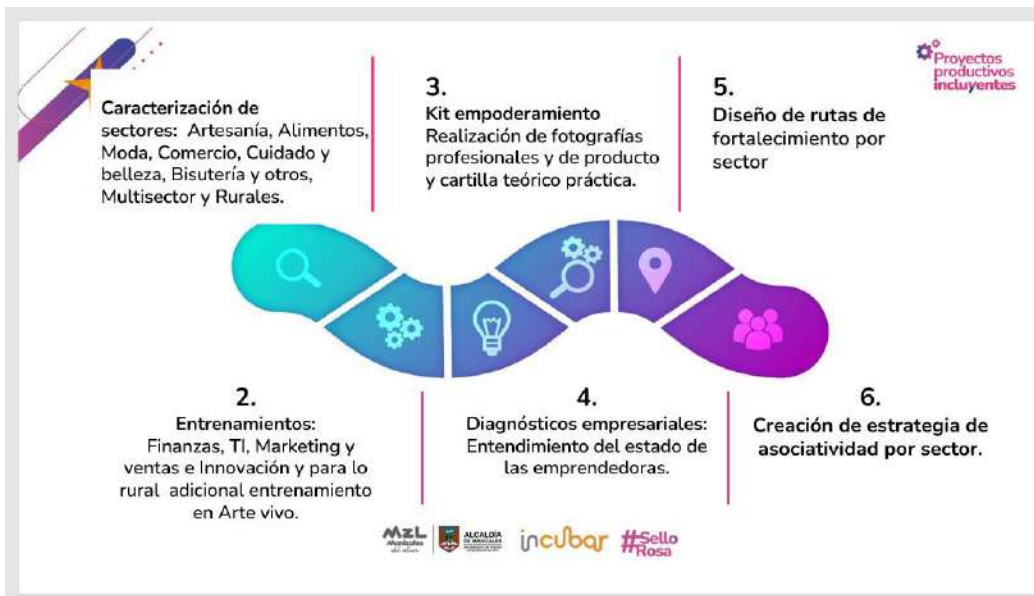 Proyectos
productivos
incluyentes
Caracterización de
sectores: Artesanía, Alimentos,
Moda, Comercio, Cuidado y
belleza, Bisutería y otros,
Multisector y Rurales.
3.
Kit empoderamiento
Realización de fotografías
profesionales y de producto
y cartilla teórico práctica.
5.
Diseño de rutas de
fortalecimiento por
sector
2.
Entrenamientos:
Finanzas, TI, Marketing y
ventas e Innovación y para lo
rural adicional entrenamiento
en Arte vivo.
4.
Diagnósticos empresariales:
Entendimiento del estado de
las emprendedoras.
6.
Creación de estrategia de
asociatividad por sector.
MZL
Manizales
ALCALDÍA
DE MANIZALES
incubar
#Sello
Rosa